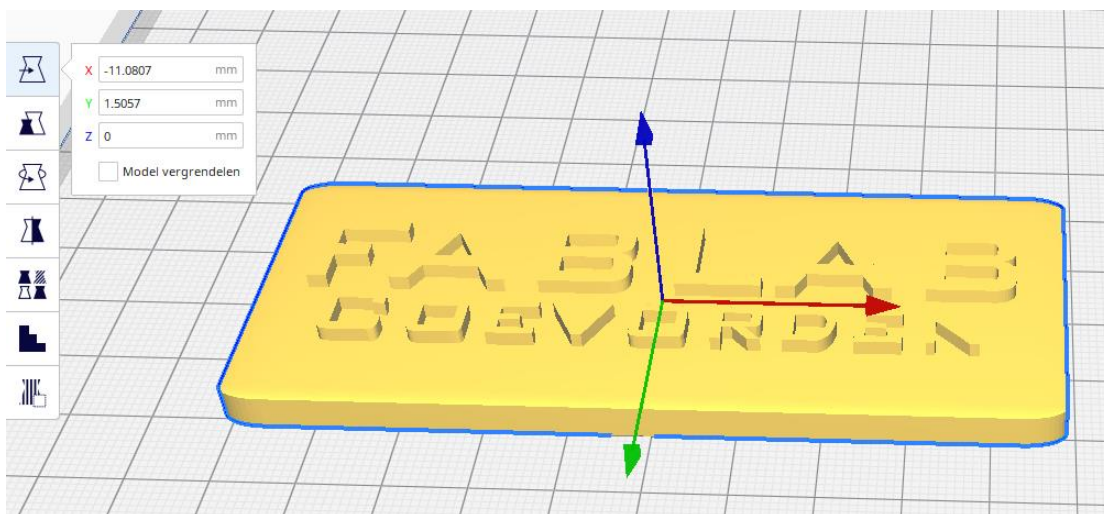 X -11.0807 mm
Y 1.5057 mm
Z 0 mm
Model vergrendelen
FABLAB
COEVORDEN